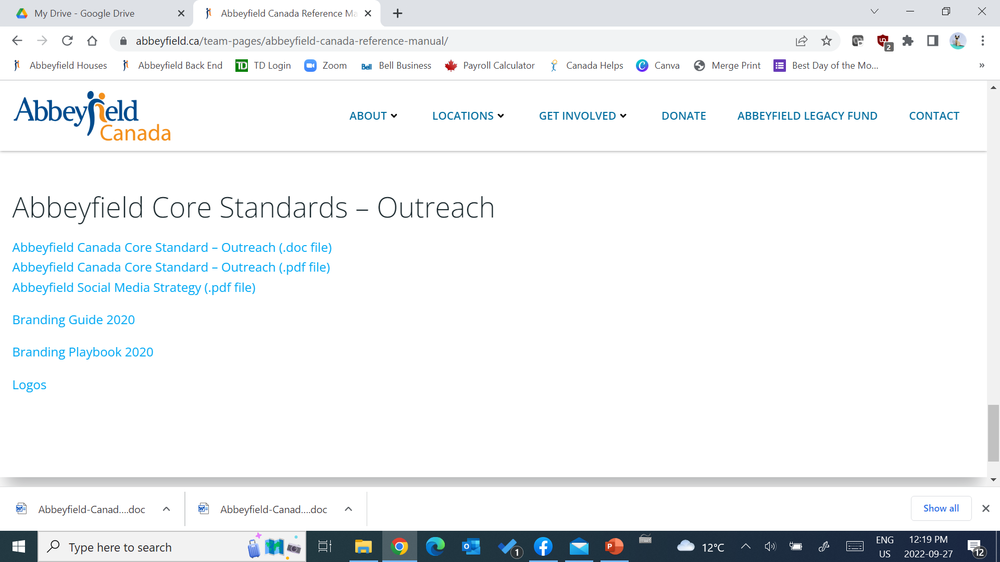 My Drive - Google Drive
Abbeyfield Canada Reference Ma
abbeyfield.ca/team-pages/abbeyfield-canada-reference-manual/
2
Abbeyfield Houses
Abbeyfield Back End
TD
TD Login
Zoom
Bell
Bell Business
Payroll Calculator
Canada Helps
Canva
Merge Print
Best Day of the Mo...
»
Abbeyfield
Canada
ABOUT
LOCATIONS
GET INVOLVED
DONATE
ABBEYFIELD LEGACY FUND
CONTACT
Abbeyfield Core Standards – Outreach
Abbeyfield Canada Core Standard – Outreach (.doc file)
Abbeyfield Canada Core Standard – Outreach (.pdf file)
Abbeyfield Social Media Strategy (.pdf file)
Branding Guide 2020
Branding Playbook 2020
Logos
Abbeyfield-Canad....doc
Abbeyfield-Canad....doc
Show all
Type here to search
1
12°C
ENG
US
12:19 PM
2022-09-27
12